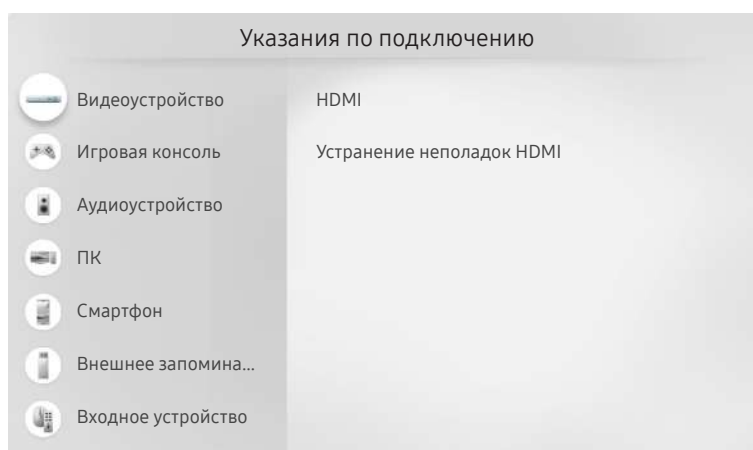 Указания по подключению
Видеоустройство
HDMI
Игровая консоль
Устранение неполадок HDMI
Аудиоустройство
ПК
Смартфон
Внешнее запомина...
Входное устройство